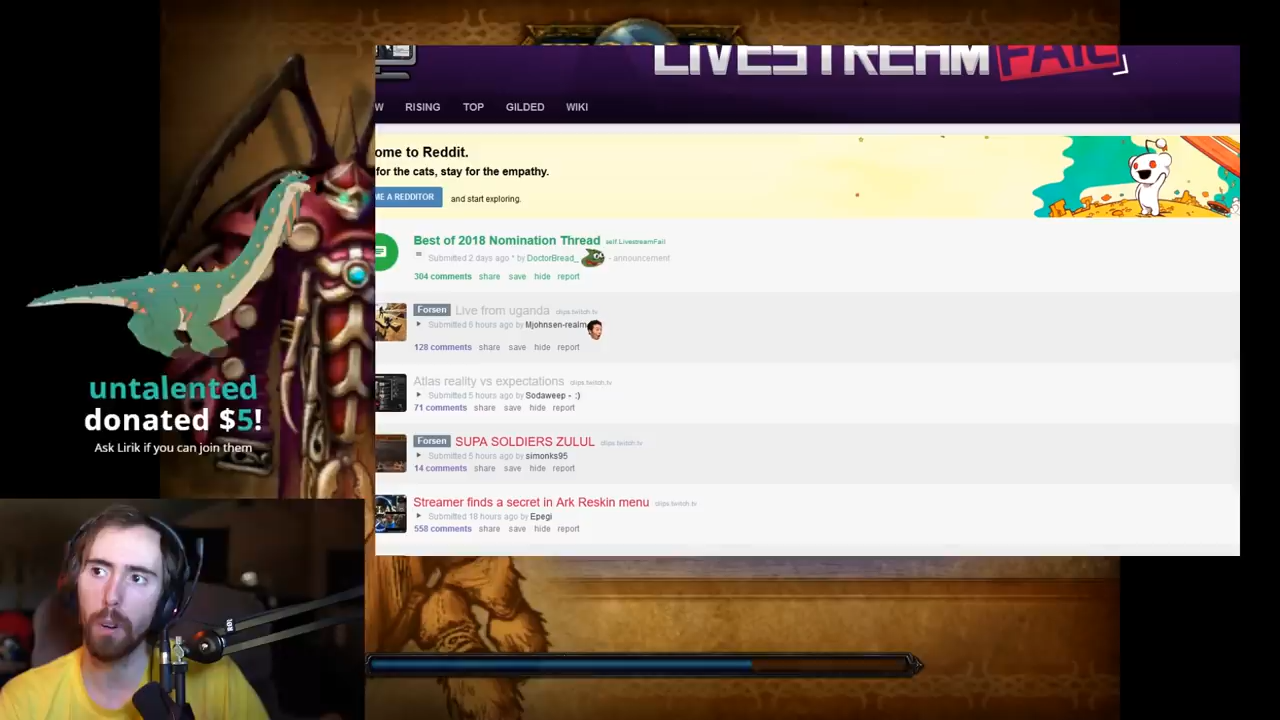 LIVESTREAM FAIL
W RISING TOP GILDED WIKI
ome to Reddit.
for the cats, stay for the empathy.
ME A REDDITOR and start exploring.
Best of 2018 Nomination Thread self.LivestreamFail
Submitted 2 days ago * by DoctorBread_ - announcement
304 comments share save hide report
Forsen Live from uganda clips.twitch.tv
Submitted 6 hours ago by Mjohnsen-realm
128 comments share save hide report
Atlas reality vs expectations clips.twitch.tv
Submitted 5 hours ago by Sodaweep - :)
71 comments share save hide report
Forsen SUPA SOLDIERS ZULUL clips.twitch.tv
Submitted 5 hours ago by simonks95
14 comments share save hide report
Streamer finds a secret in Ark Reskin menu clips.twitch.tv
Submitted 18 hours ago by Epegi
558 comments share save hide report
untalented
donated $5!
Ask Lirik if you can join them